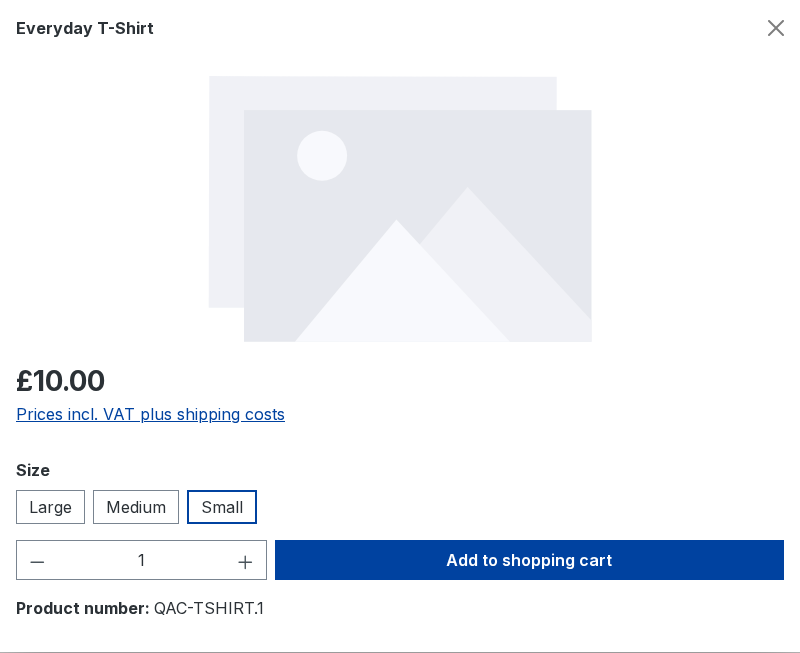 Everyday T-Shirt
£10.00
Prices incl. VAT plus shipping costs
Size
Large Medium Small
1 Add to shopping cart
Product number: QAC-TSHIRT.1